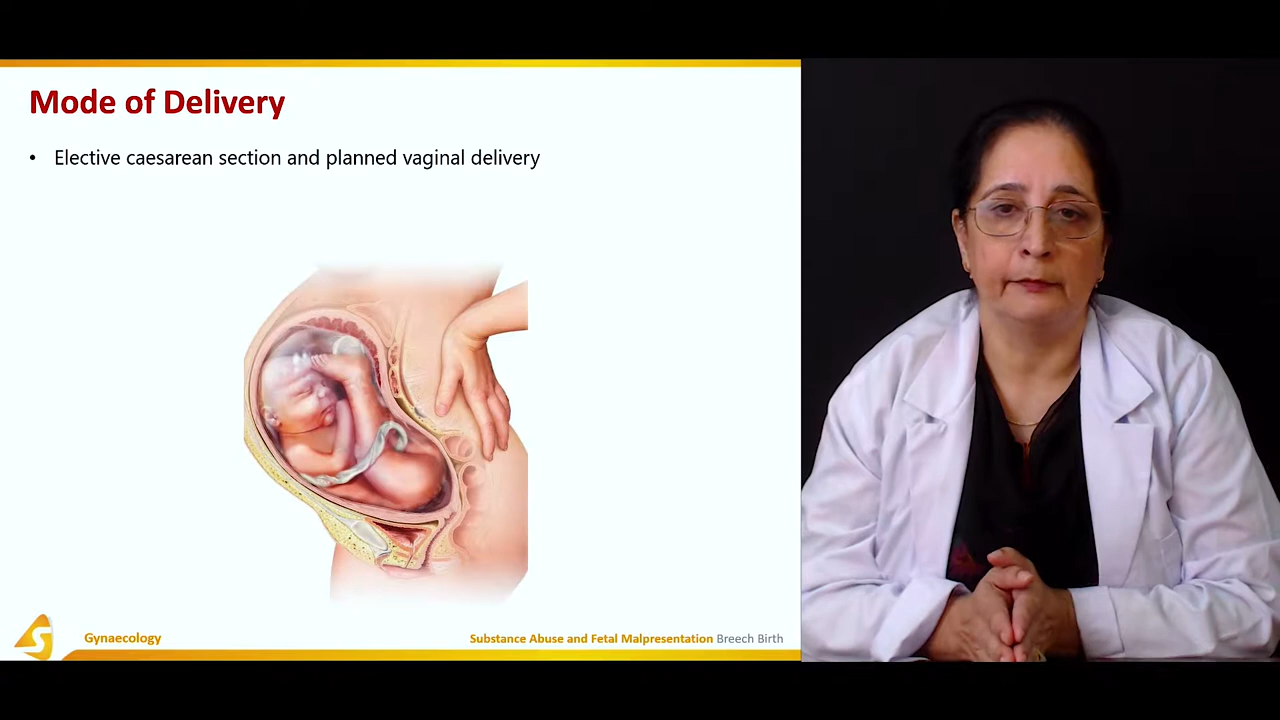 Mode of Delivery
• Elective caesarean section and planned vaginal delivery
S
Gynaecology
Substance Abuse and Fetal Malpresentation Breech Birth